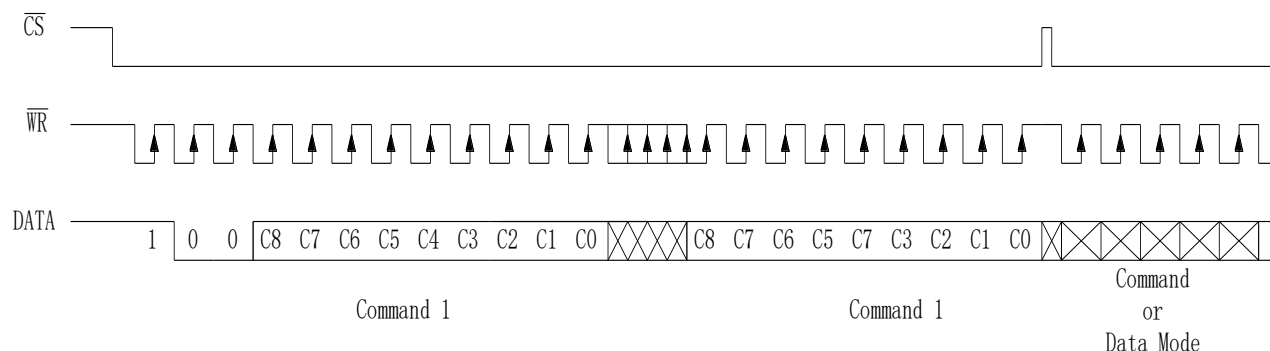 CS
WR
DATA 1 0 0 C8 C7 C6 C5 C4 C3 C2 C1 C0 C8 C7 C6 C5 C7 C3 C2 C1 C0
Command 1 Command 1 Command
or
Data Mode